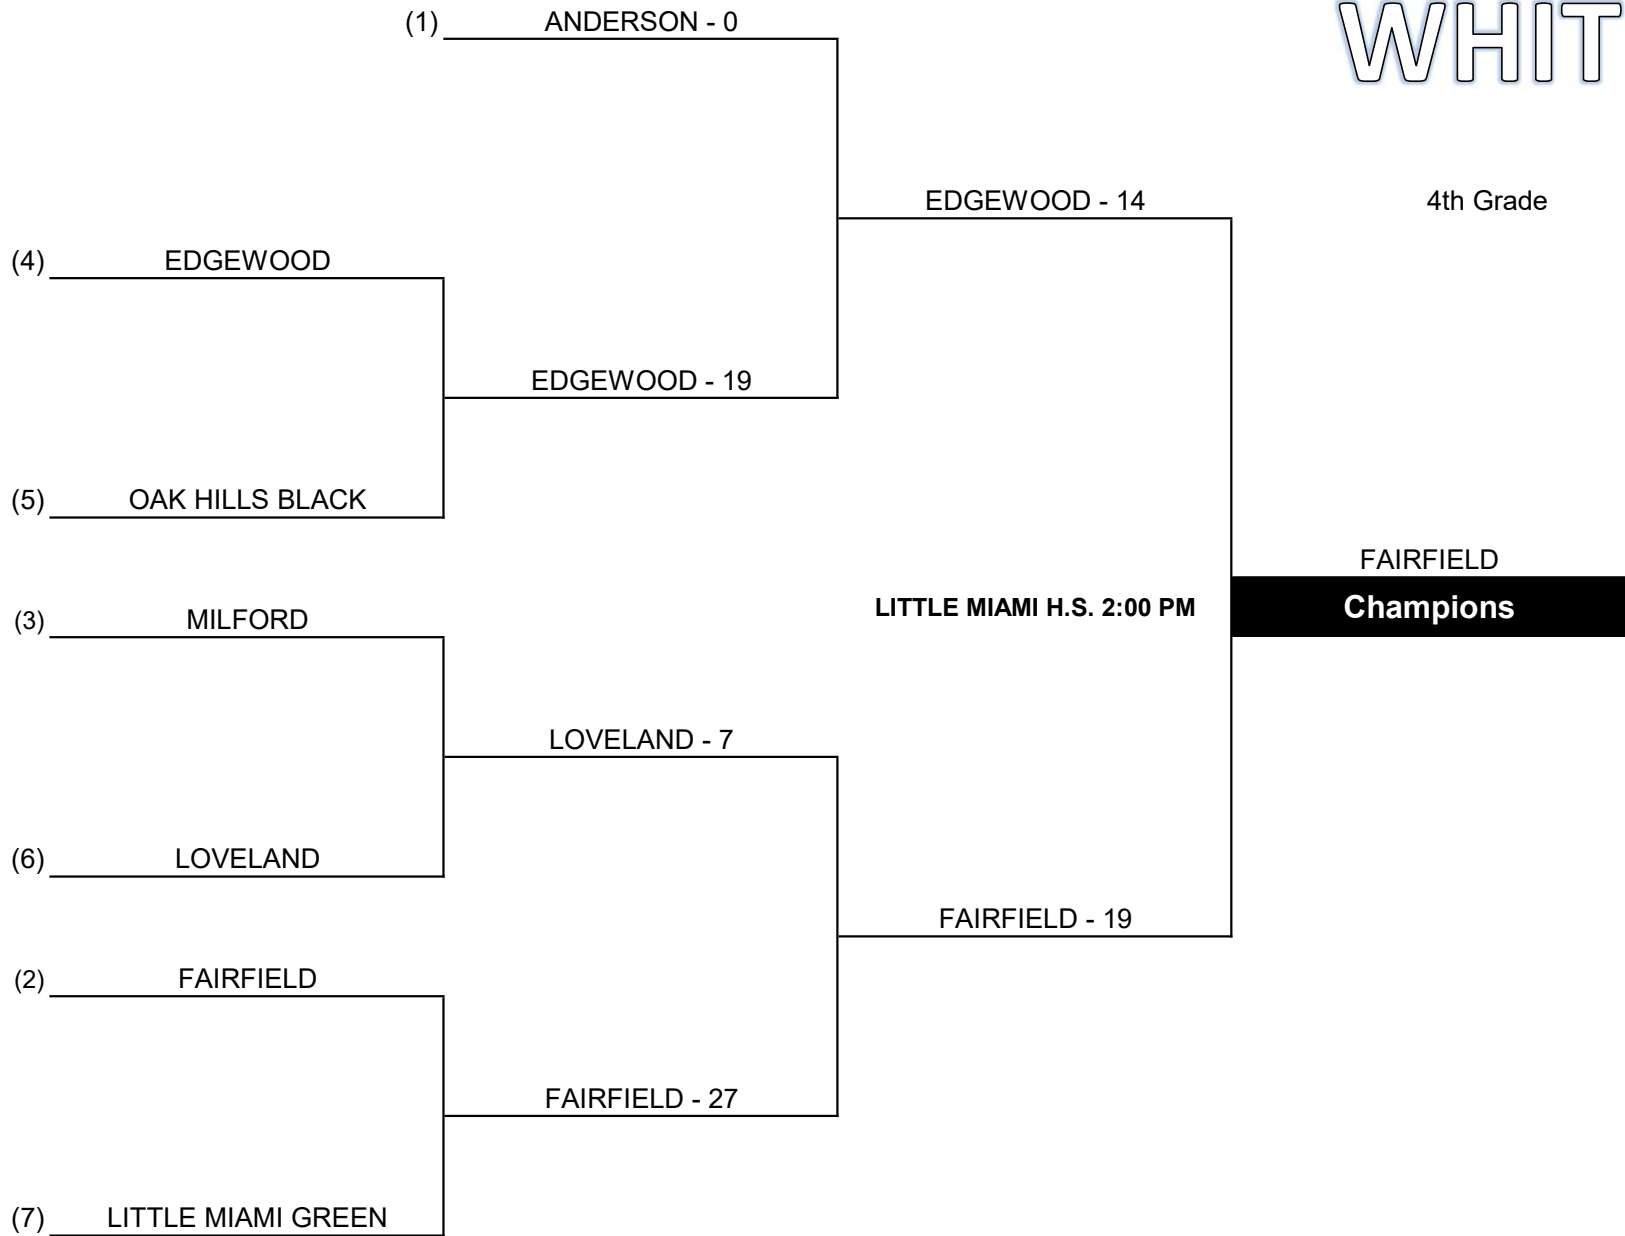 (1) ANDERSON - 0
WHIT
EDGEWOOD - 14
4th Grade
(4) EDGEWOOD
EDGEWOOD - 19
(5) OAK HILLS BLACK
FAIRFIELD
LITTLE MIAMI H.S. 2:00 PM
Champions
(3) MILFORD
LOVELAND - 7
(6) LOVELAND
FAIRFIELD - 19
(2) FAIRFIELD
FAIRFIELD - 27
(7) LITTLE MIAMI GREEN